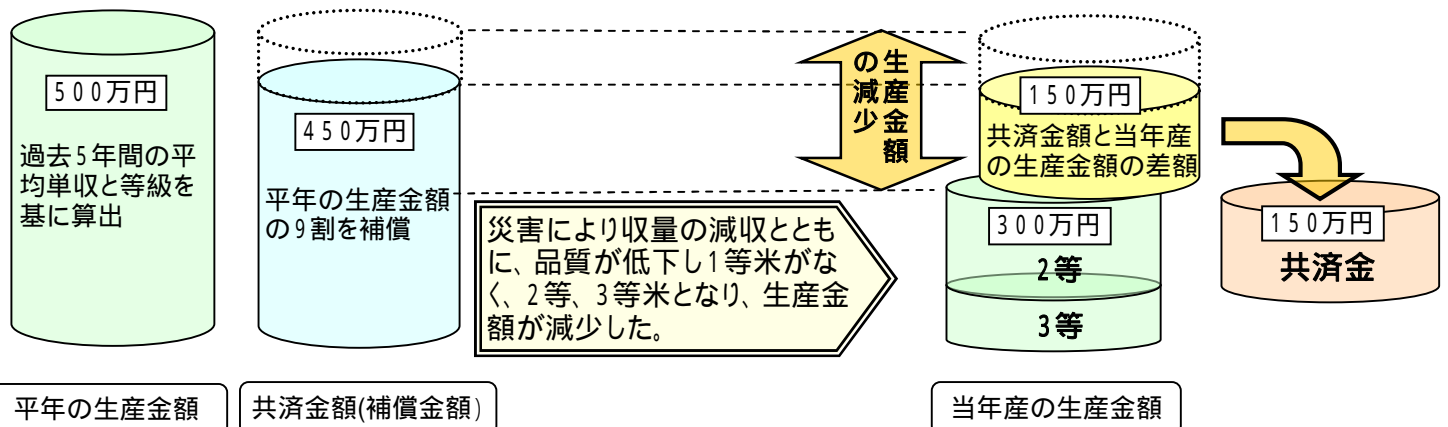 500万円
過去5年間の平
均単収と等級を
基に算出
平年の生産金額
450万円
平年の生産金額
の9割を補償
共済金額(補償金額)
災害により収量の減収ととも
に、品質が低下し1等米がな
く、2等、3等米となり、生産金
額が減少した。
生産金額
の減少
150万円
共済金額と当年産
の生産金額の差額
300万円
2等
3等
当年産の生産金額
150万円
共済金